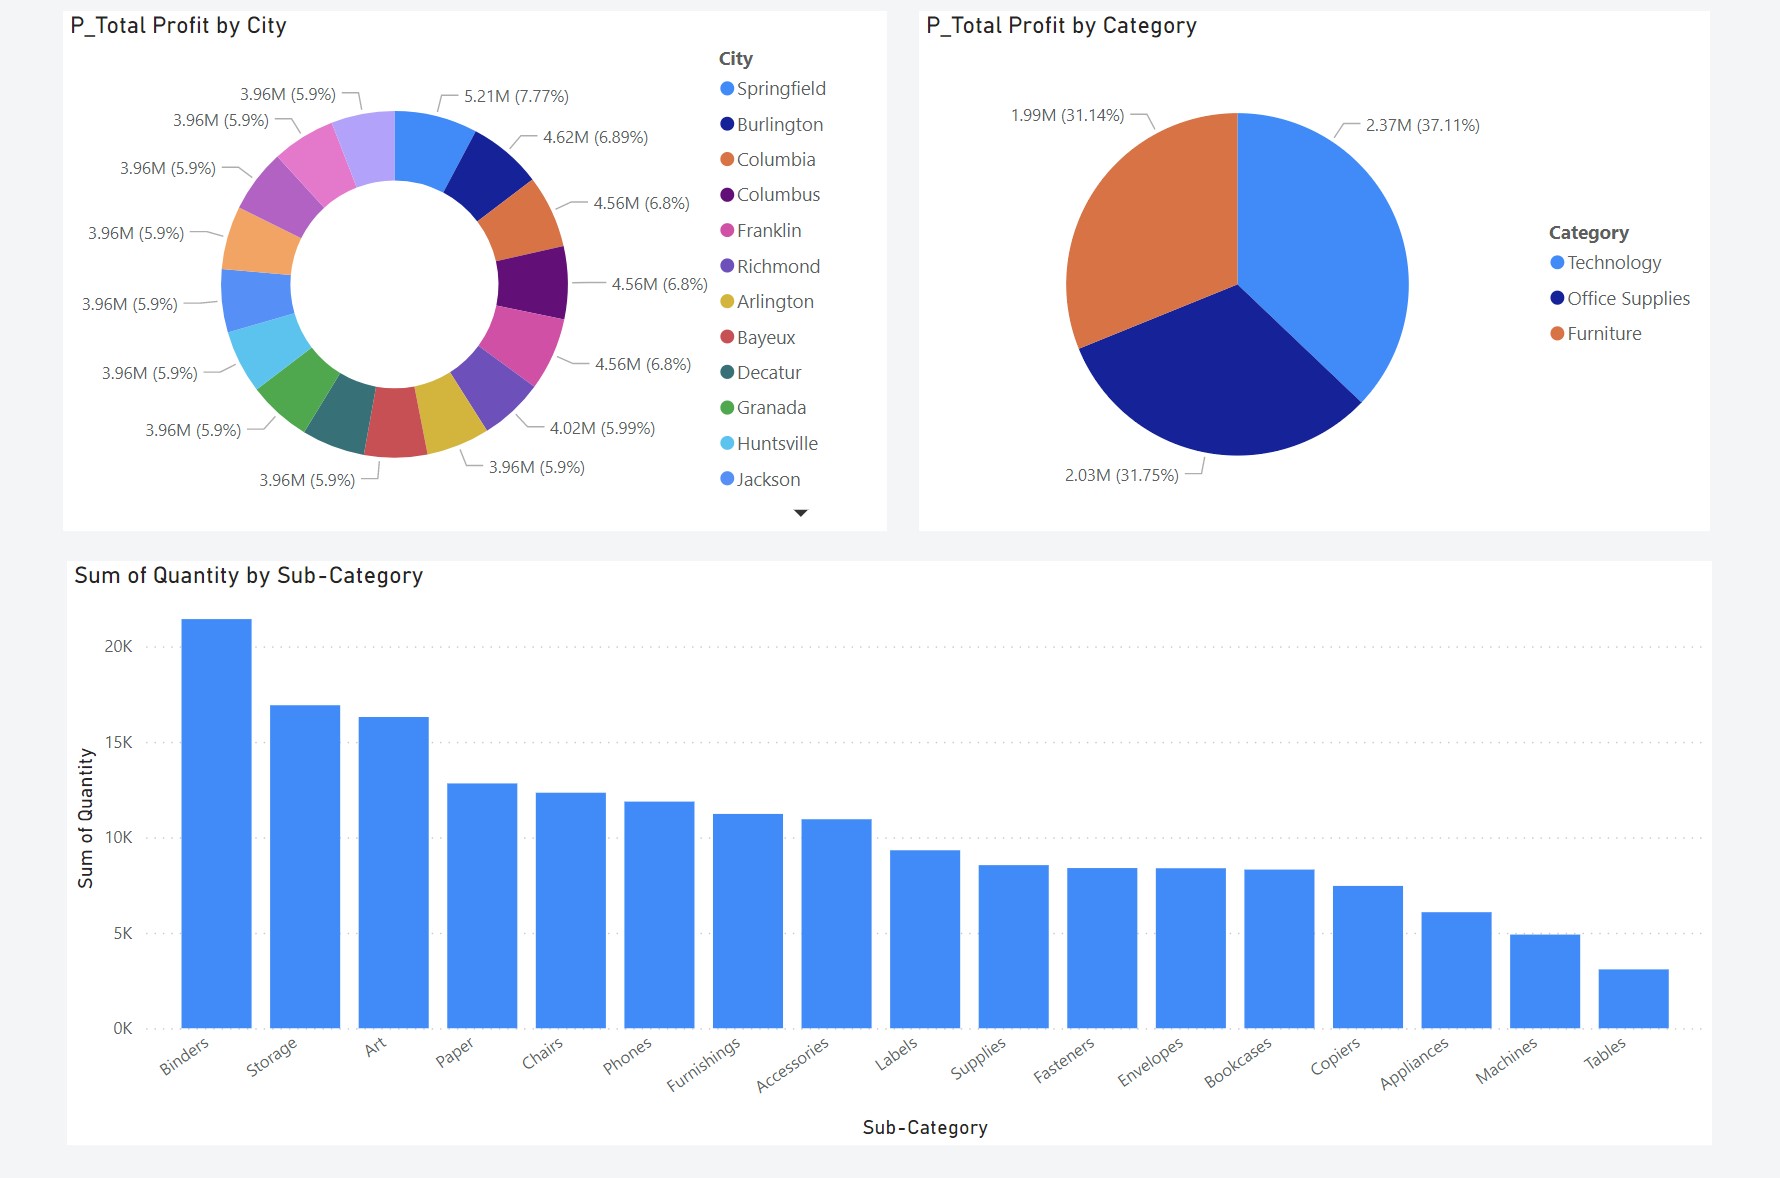 P_Total Profit by City
3.96M (5.9%)
5.21M (7.77%)
3.96M (5.9%)
4.62M (6.89%)
3.96M (5.9%)
4.56M (6.8%)
3.96M (5.9%)
4.56M (6.8%)
3.96M (5.9%)
4.56M (6.8%)
3.96M (5.9%)
4.02M (5.99%)
3.96M (5.9%)
3.96M (5.9%)
3.96M (5.9%)
City
Springfield
Burlington
Columbia
Columbus
Franklin
Richmond
Arlington
Bayeux
Decatur
Granada
Huntsville
Jackson
P_Total Profit by Category
1.99M (31.14%)
2.37M (37.11%)
2.03M (31.75%)
Category
Technology
Office Supplies
Furniture
Sum of Quantity by Sub-Category
Sum of Quantity
20K
15K
10K
5K
0K
Binders
Storage
Art
Paper
Chairs
Phones
Furnishings
Accessories
Labels
Supplies
Fasteners
Envelopes
Bookcases
Copiers
Appliances
Machines
Tables
Sub-Category